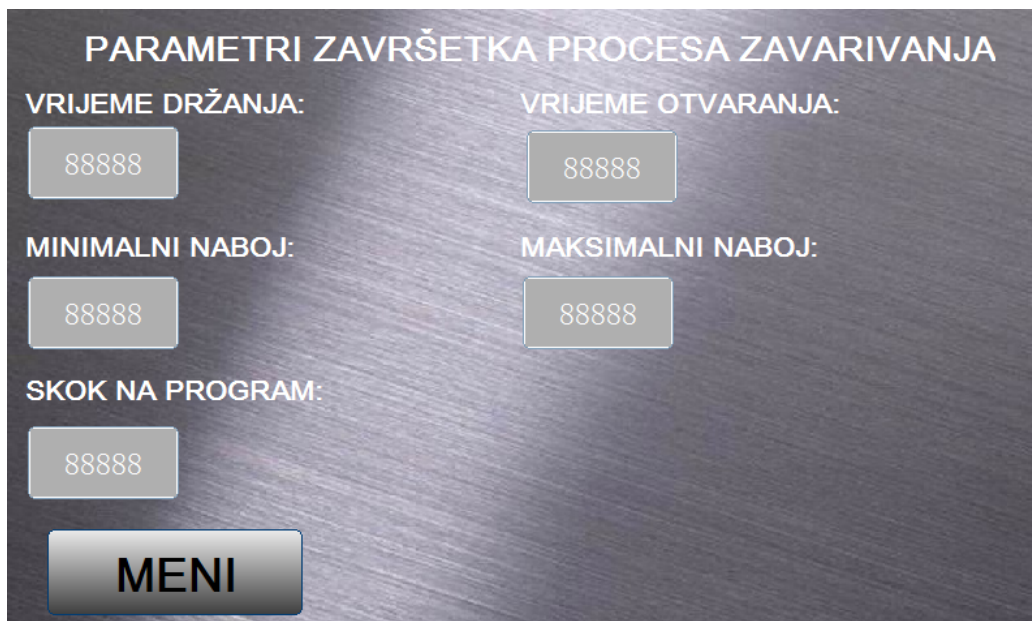 PARAMETRI ZAVRŠETKA PROCESA ZAVARIVANJA
VRIJEME DRŽANJA:
88888
VRIJEME OTVARANJA:
88888
MINIMALNI NABOJ:
88888
MAKSIMALNI NABOJ:
88888
SKOK NA PROGRAM:
88888
MENI